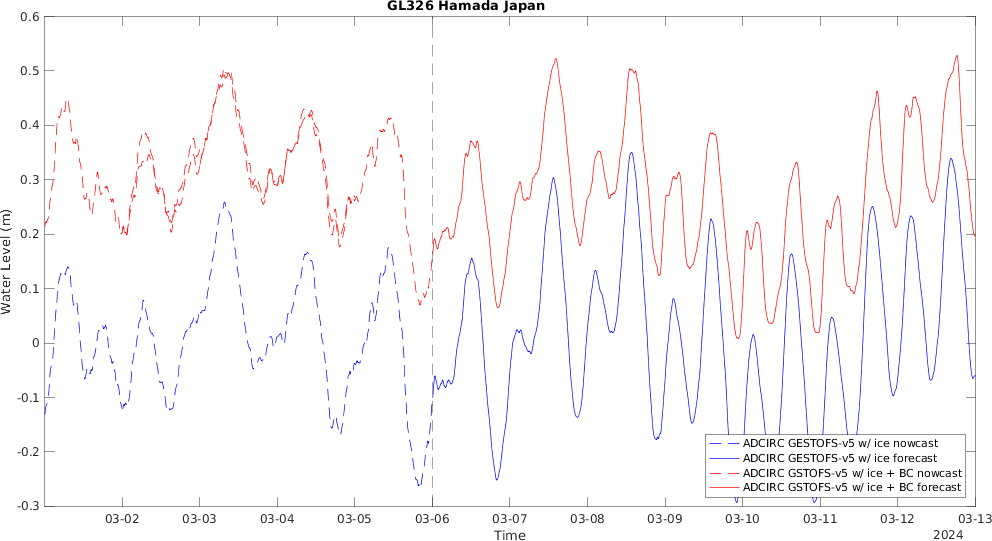 GL326 Hamada Japan
0.6
0.5
0.4
0.3
0.2
0.1
0
-0.1
-0.2
-0.3
Water Level (m)
ADCIRC GESTOFS-v5 w/ ice nowcast
ADCIRC GESTOFS-v5 w/ ice forecast
ADCIRC GSTOFS-v5 w/ ice + BC nowcast
ADCIRC GSTOFS-v5 w/ ice + BC forecast
03-02 03-03 03-04 03-05 03-06 03-07 03-08 03-09 03-10 03-11 03-12 03-13
Time
2024